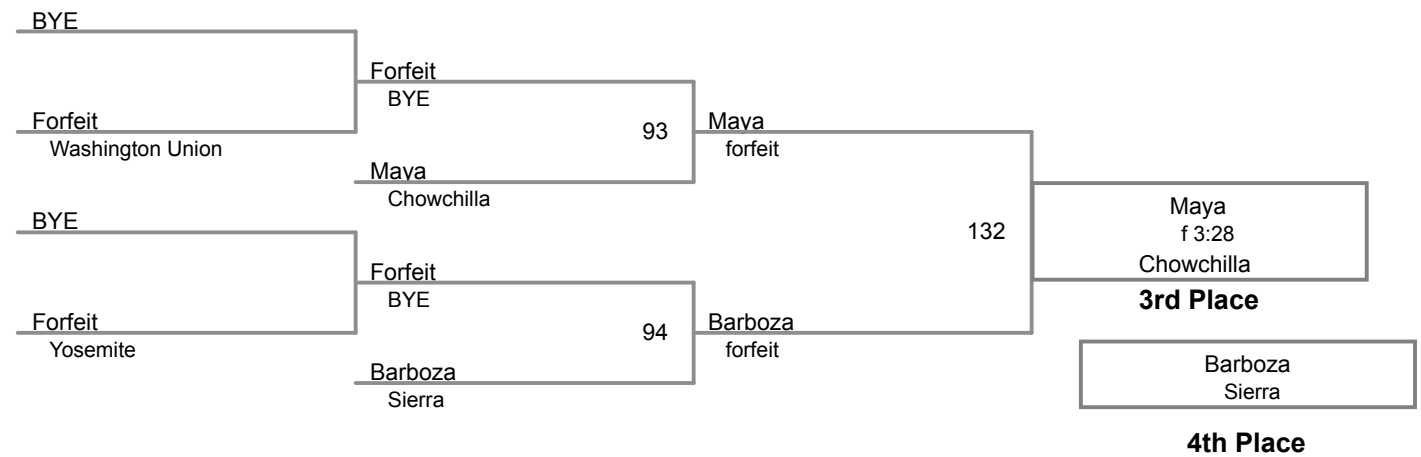 BYE
Forfeit
BYE
Forfeit
Washington Union
93
Maya
forfeit
Maya
Chowchilla
BYE
Forfeit
BYE
Forfeit
Yosemite
94
Barboza
forfeit
Barboza
Sierra
132
Maya
f 3:28
Chowchilla
3rd Place
Barboza
Sierra
4th Place